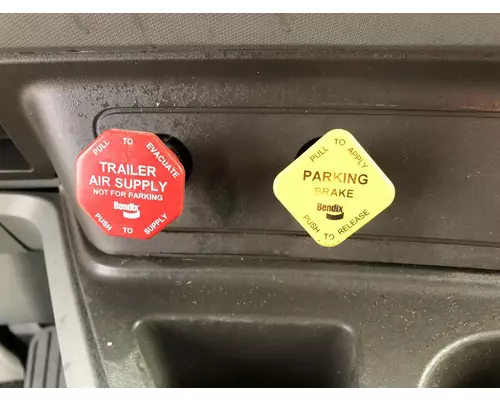 PULL TO EVACUATE
TRAILER
AIR SUPPLY
NOT FOR PARKING
Bendix
PUSH TO SUPPLY
PULL TO APPLY
PARKING
BRAKE
Bendix
PUSH TO RELEASE